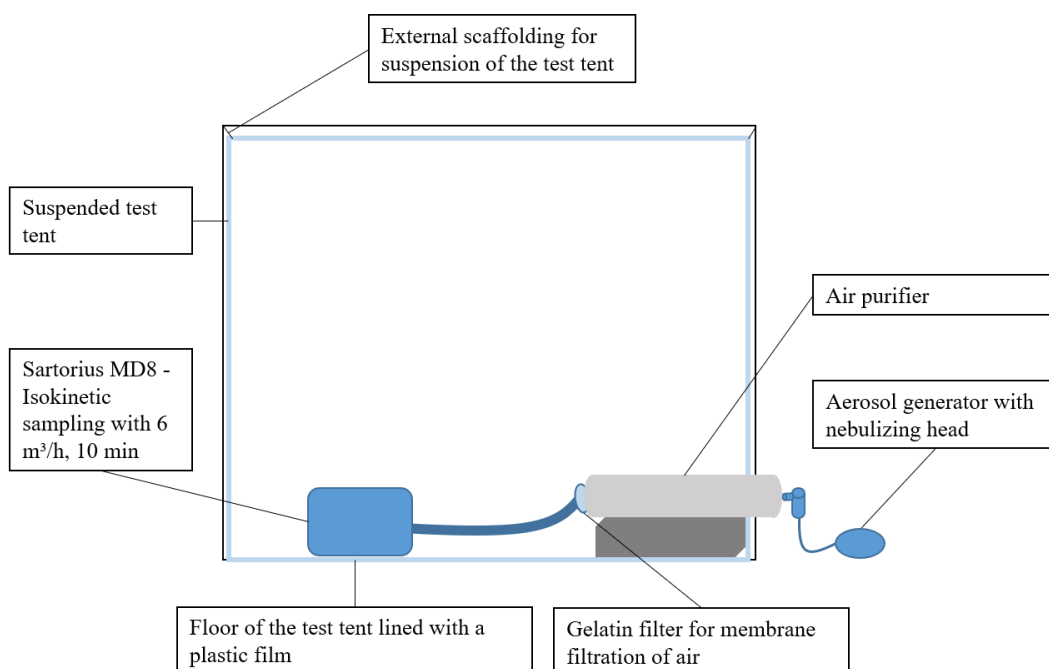 External scaffolding for
suspension of the test tent
Suspended test
tent
Air purifier
Sartorius MD8 -
Isokinetic
sampling with 6
m³/h, 10 min
Aerosol generator with
nebulizing head
Floor of the test tent lined with a
plastic film
Gelatin filter for membrane
filtration of air